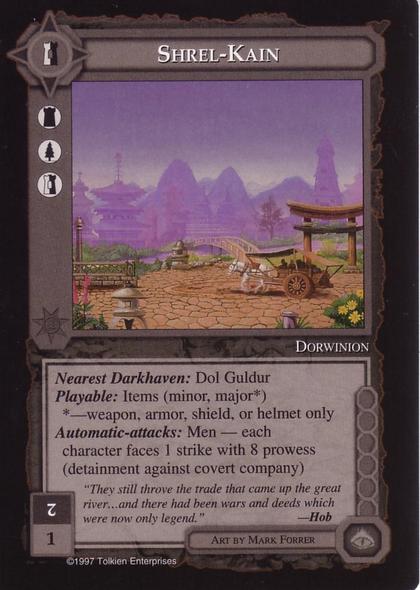 SHREL-KAIN
DORWINION
Nearest Darkhaven: Dol Guldur
Playable: Items (minor, major*)
*—weapon, armor, shield, or helmet only
Automatic-attacks: Men — each
character faces 1 strike with 8 prowess
(detainment against covert company)
"They still throve the trade that came up the great
river...and there had been wars and deeds which
were now only legend." —Hob
2
1
ART BY MARK FORRER
©1997 Tolkien Enterprises